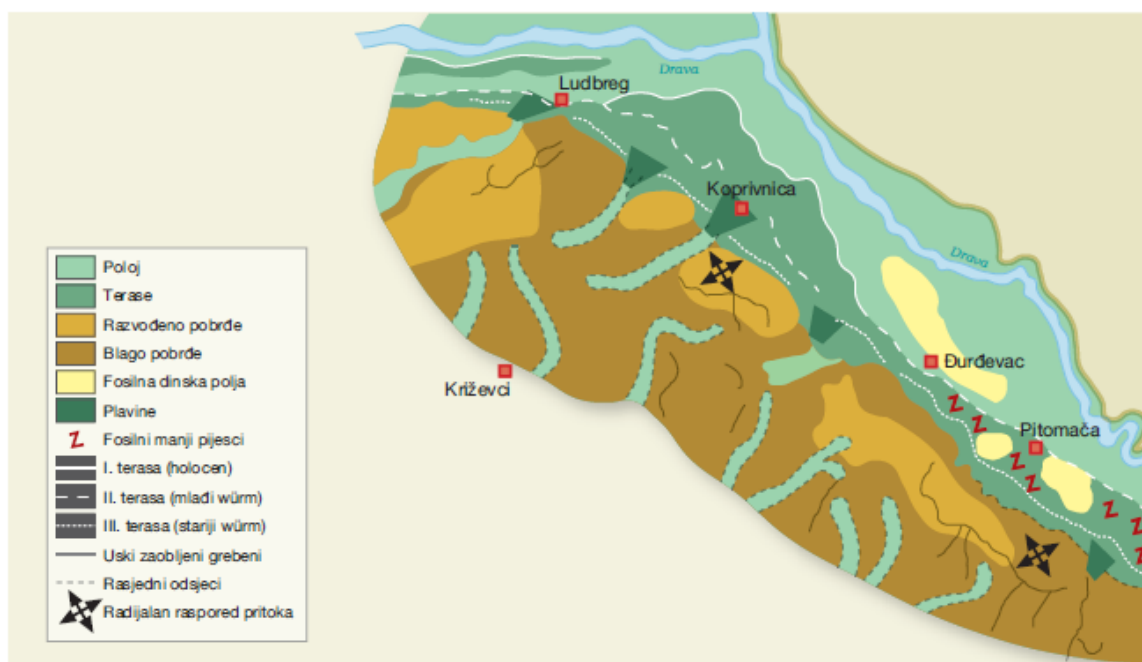 Drava
Ludbreg
Koprivnica
Drava
Đurđevac
Križevci
Pitomača
Poloj
Terase
Razvođeno pobrđe
Blago pobrđe
Fosilna dinska polja
Plavine
Fosilni manji pijesci
I. terasa (holocen)
II. terasa (mlađi würm)
III. terasa (stariji würm)
Uski zaobljeni grebeni
Rasjedni odsjeci
Radijalan raspored pritoka